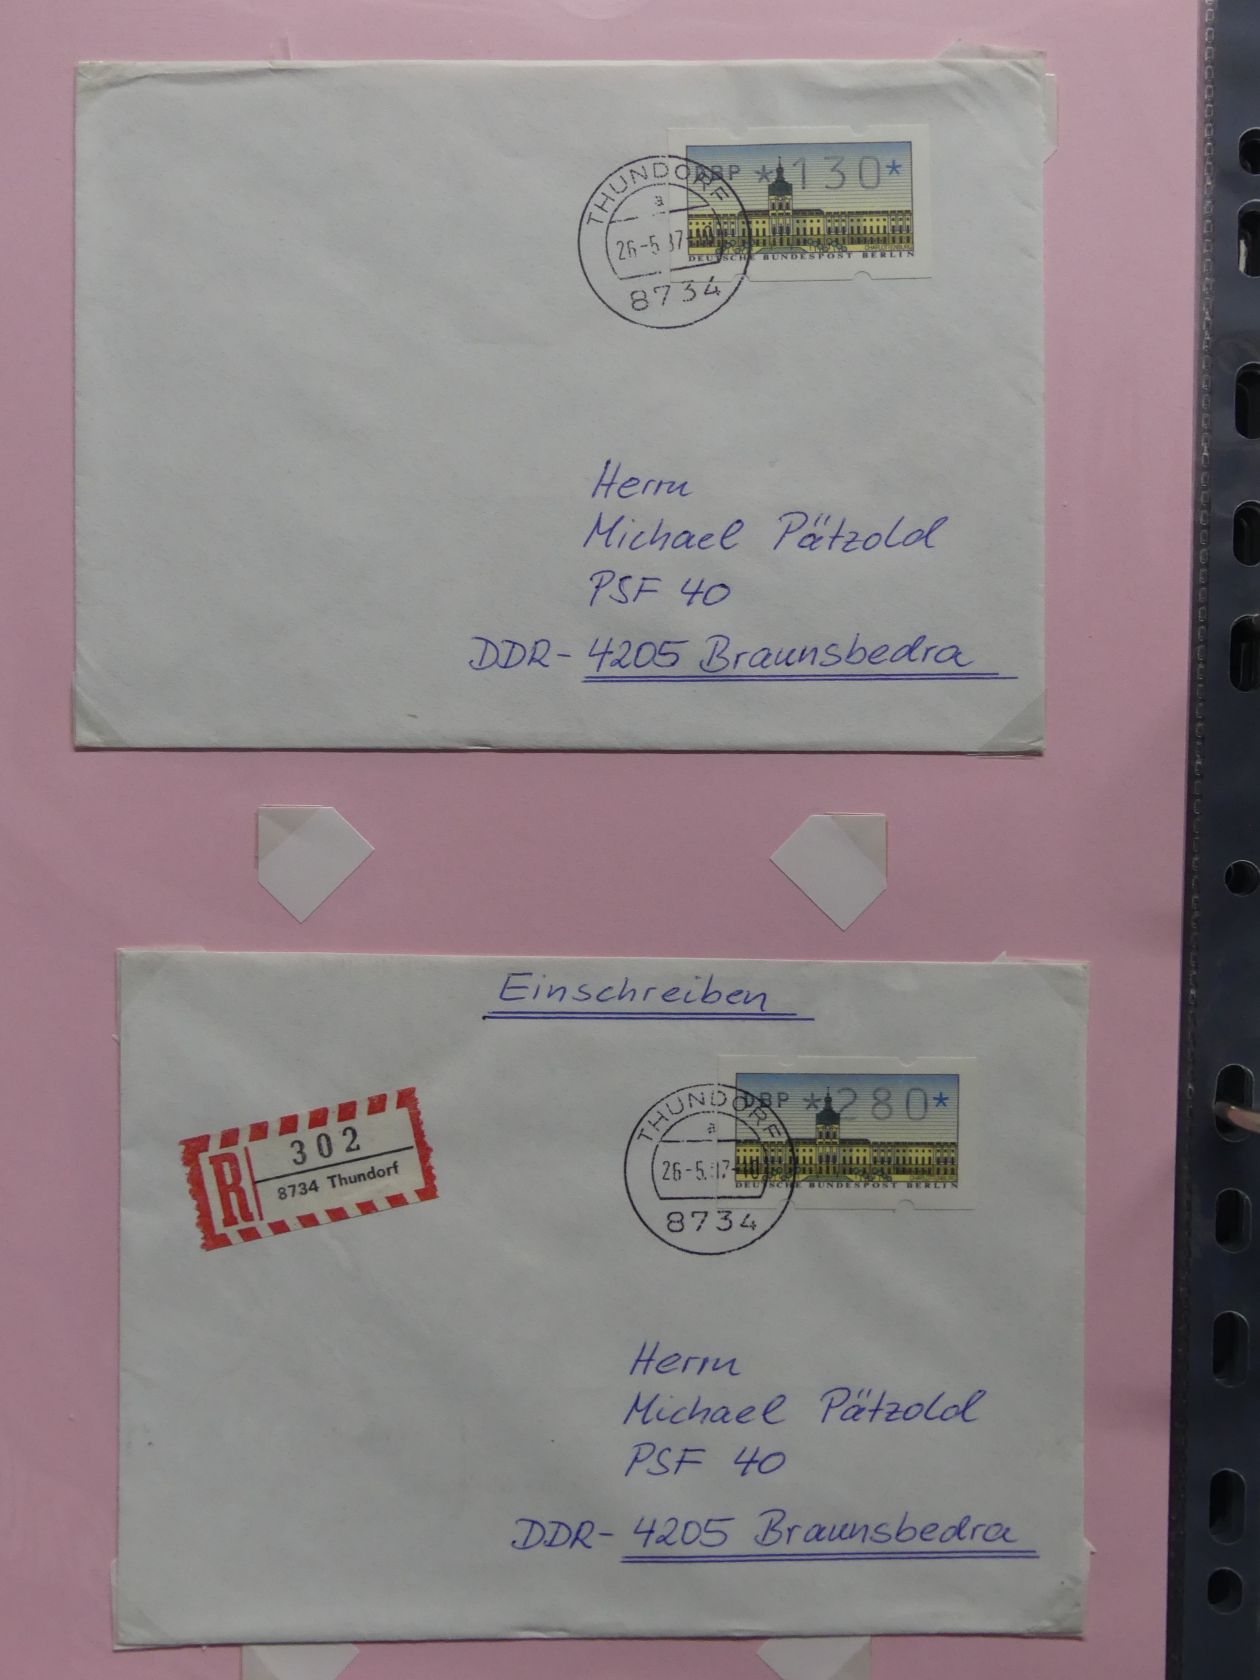 DBP *130*
THUNDORF
a
26-5.87-
8734
CHARLOTTENBURG
DEUTSCHE BUNDESPOST BERLIN
Herrn
Michael Pätzold
PSF 40
DDR- 4205 Braunsbedra
Einschreiben
R
302
8734 Thundorf
DBP *280*
THUNDORF
a
26-5.87-10
8734
CHARLOTTENBURG
DEUTSCHE BUNDESPOST BERLIN
Herrn
Michael Pätzold
PSF 40
DDR- 4205 Braunsbedra